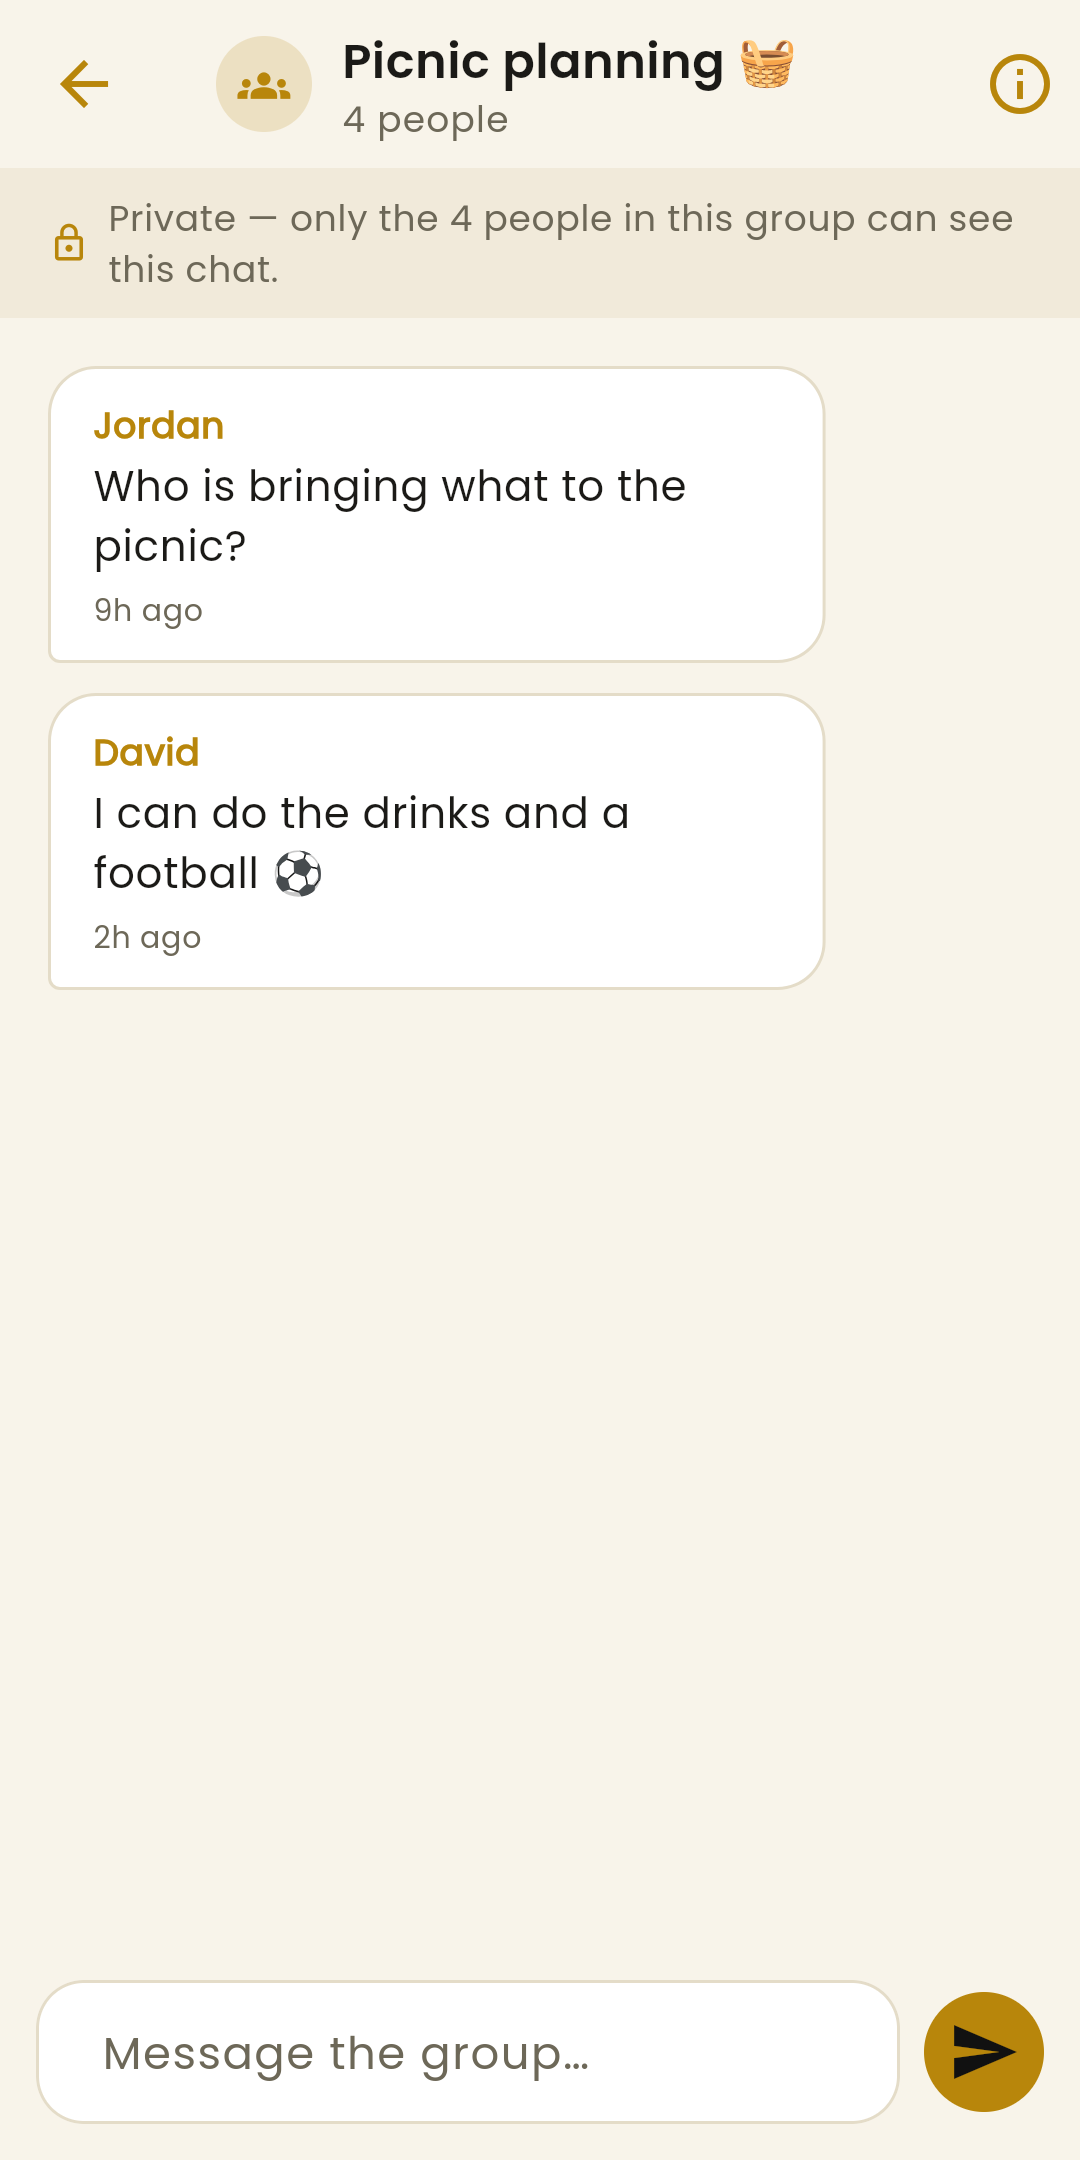 Picnic planning 🧺
4 people
Private — only the 4 people in this group can see
this chat.
Jordan
Who is bringing what to the
picnic?
9h ago
David
I can do the drinks and a
football ⚽
2h ago
Message the group…